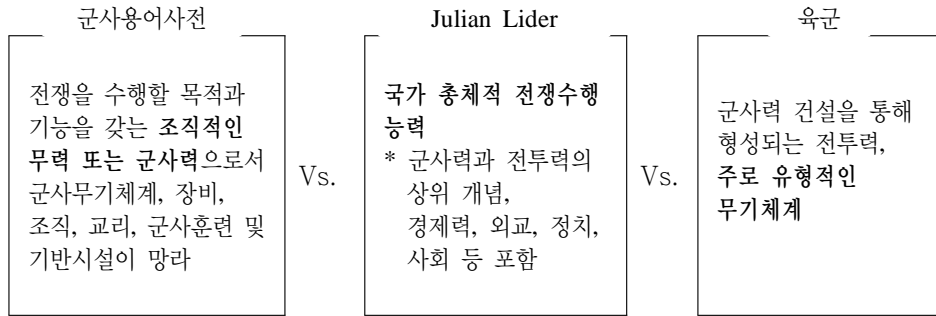 군사용어사전
전쟁을 수행할 목적과
기능을 갖는 조직적인
무력 또는 군사력으로서
군사무기체계, 장비,
조직, 교리, 군사훈련 및
기반시설이 망라
Vs.
Julian Lider
국가 총체적 전쟁수행
능력
* 군사력과 전투력의
상위 개념,
경제력, 외교, 정치,
사회 등 포함
Vs.
육군
군사력 건설을 통해
형성되는 전투력,
주로 유형적인
무기체계